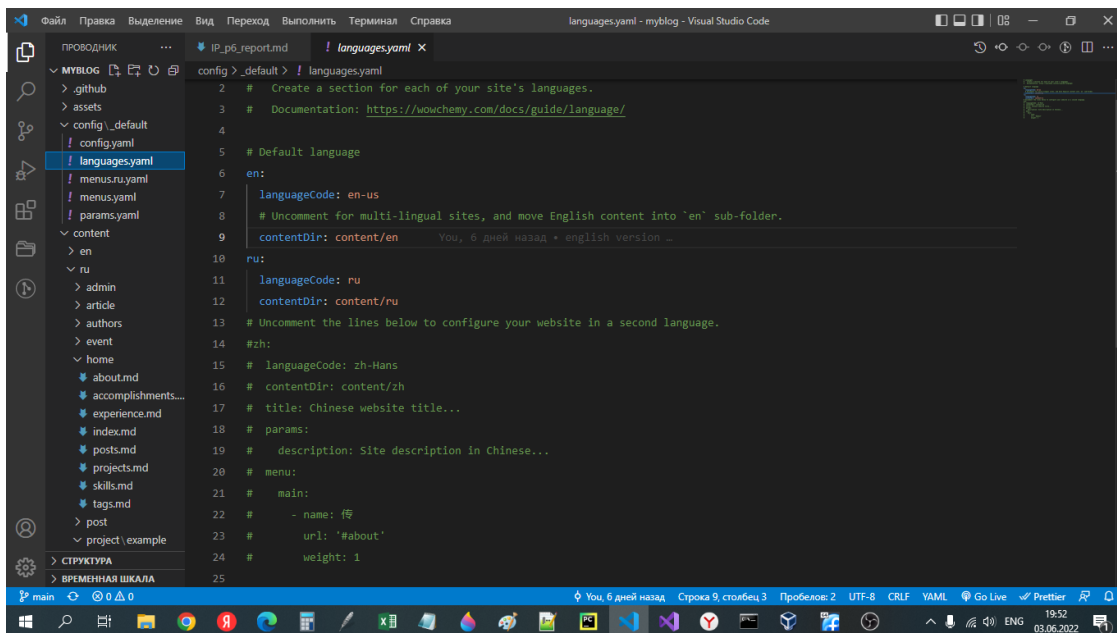 Файл Правка Выделение Вид Переход Выполнить Терминал Справка languages.yaml - myblog - Visual Studio Code
ПРОВОДНИК ··· IP_p6_report.md ! languages.yaml
MYBLOG config > _default > ! languages.yaml
.github
assets
config\_default
! config.yaml
! languages.yaml
! menus.ru.yaml
! menus.yaml
! params.yaml
content
en
ru
admin
article
authors
event
home
about.md
accomplishments....
experience.md
index.md
posts.md
projects.md
skills.md
tags.md
post
project\example
СТРУКТУРА
ВРЕМЕННАЯ ШКАЛА
2 #   Create a section for each of your site's languages.
3 #   Documentation: https://wowchemy.com/docs/guide/language/
4
5 # Default language
6 en:
7   languageCode: en-us
8   # Uncomment for multi-lingual sites, and move English content into `en` sub-folder.
9   contentDir: content/en You, 6 дней назад • english version …
10 ru:
11   languageCode: ru
12   contentDir: content/ru
13 # Uncomment the lines below to configure your website in a second language.
14 #zh:
15 #  languageCode: zh-Hans
16 #  contentDir: content/zh
17 #  title: Chinese website title...
18 #  params:
19 #    description: Site description in Chinese...
20 #  menu:
21 #    main:
22 #      - name: 传
23 #        url: '#about'
24 #        weight: 1
25
main 0 0 You, 6 дней назад Строка 9, столбец 3 Пробелов: 2 UTF-8 CRLF YAML Go Live Prettier
ENG 19:52
03.06.2022